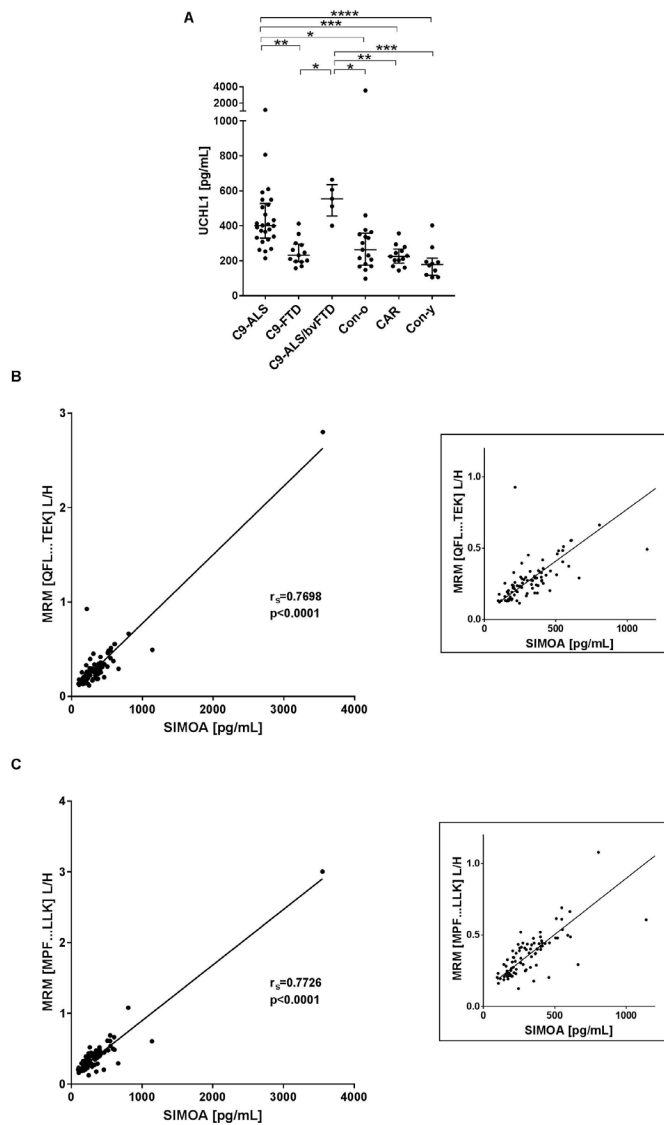 A
****
***
*
***
**
**
* *
4000
2000
1000
800
600
400
200
0
UCHL1 [pg/mL]
C9-ALS
C9-FTD
C9-ALS/bvFTD
Con-o
CAR
Con-y
B
3
2
1
0
MRM [QFL...TEK] L/H
rs=0.7698
p<0.0001
0 1000 2000 3000 4000
SIMOA [pg/mL]
1.0
0.5
0.0
MRM [QFL...TEK] L/H
0 500 1000
SIMOA [pg/mL]
C
4
3
2
1
0
MRM [MPF...LLK] L/H
rs=0.7726
p<0.0001
0 1000 2000 3000 4000
SIMOA [pg/mL]
1.0
0.5
0.0
MRM [MPF...LLK] L/H
0 500 1000
SIMOA [pg/mL]